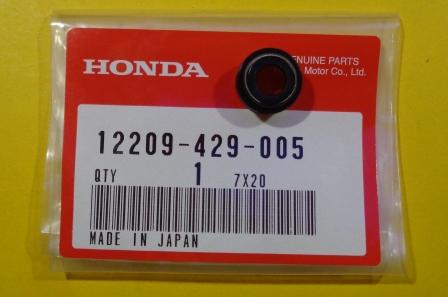 HONDA
ENUINE PARTS
Motor Co., Ltd.
12209-429-005
QTY 1 7X20
MADE IN JAPAN